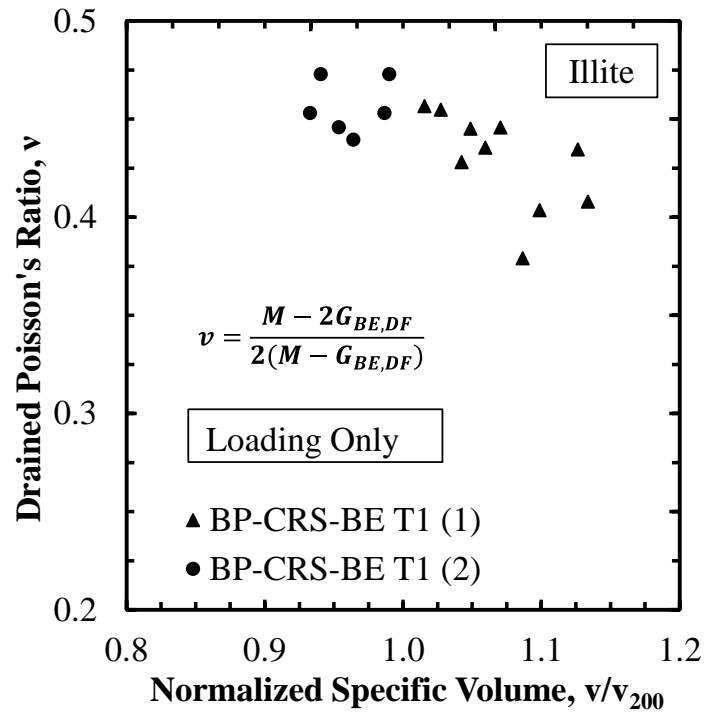 0.5
0.4
0.3
0.2
Drained Poisson's Ratio, ν
Illite
ν = (M − 2G_BE,DF) / 2(M − G_BE,DF)
Loading Only
BP-CRS-BE T1 (1)
BP-CRS-BE T1 (2)
0.8 0.9 1.0 1.1 1.2
Normalized Specific Volume, v/v₂₀₀